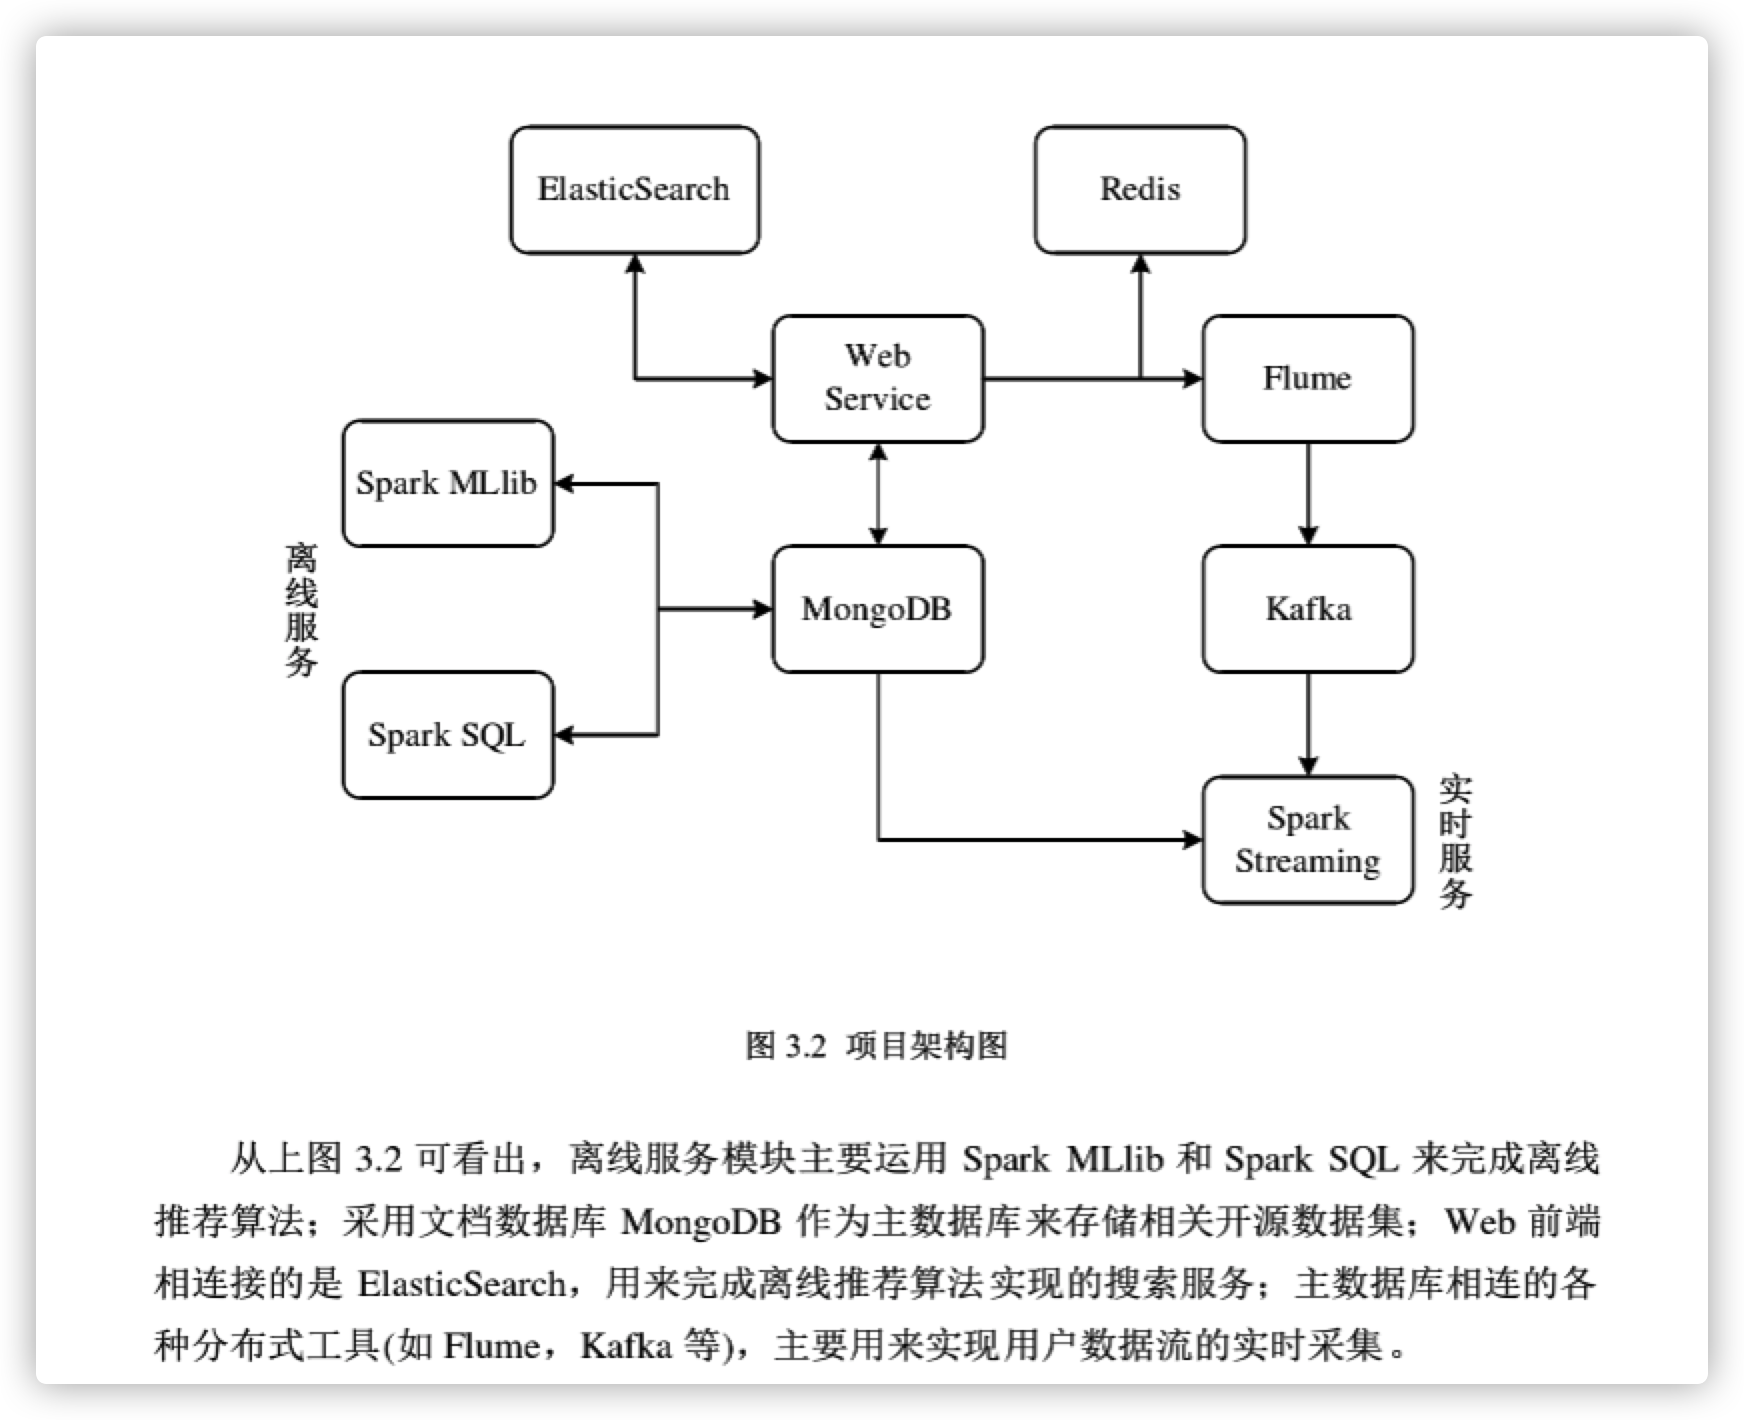 ElasticSearch
Redis
Web
Service
Flume
Spark MLlib
离线服务
MongoDB
Kafka
Spark SQL
Spark
Streaming
实时服务
图 3.2 项目架构图
从上图 3.2 可看出，离线服务模块主要运用 Spark MLlib 和 Spark SQL 来完成离线
推荐算法；采用文档数据库 MongoDB 作为主数据库来存储相关开源数据集；Web 前端
相连接的是 ElasticSearch，用来完成离线推荐算法实现的搜索服务；主数据库相连的各
种分布式工具(如 Flume，Kafka 等)，主要用来实现用户数据流的实时采集。